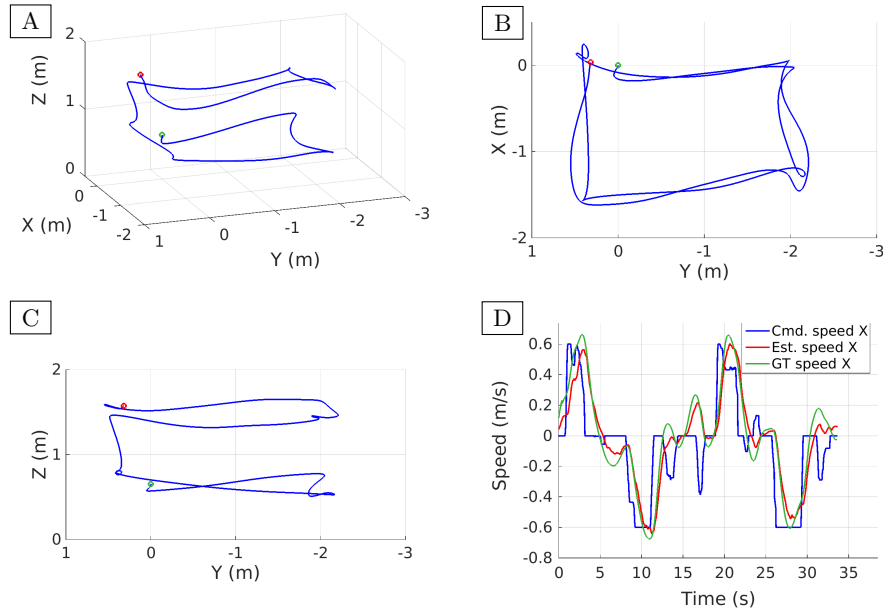 A
2
1
0
Z (m)
0
-1
-2
X (m)
1
0
-1
-2
-3
Y (m)
B
0
-1
-2
X (m)
1
0
-1
-2
-3
Y (m)
C
2
1
0
Z (m)
1
0
-1
-2
-3
Y (m)
D
Cmd. speed X
Est. speed X
GT speed X
0.6
0.4
0.2
0
-0.2
-0.4
-0.6
-0.8
Speed (m/s)
0
5
10
15
20
25
30
35
Time (s)